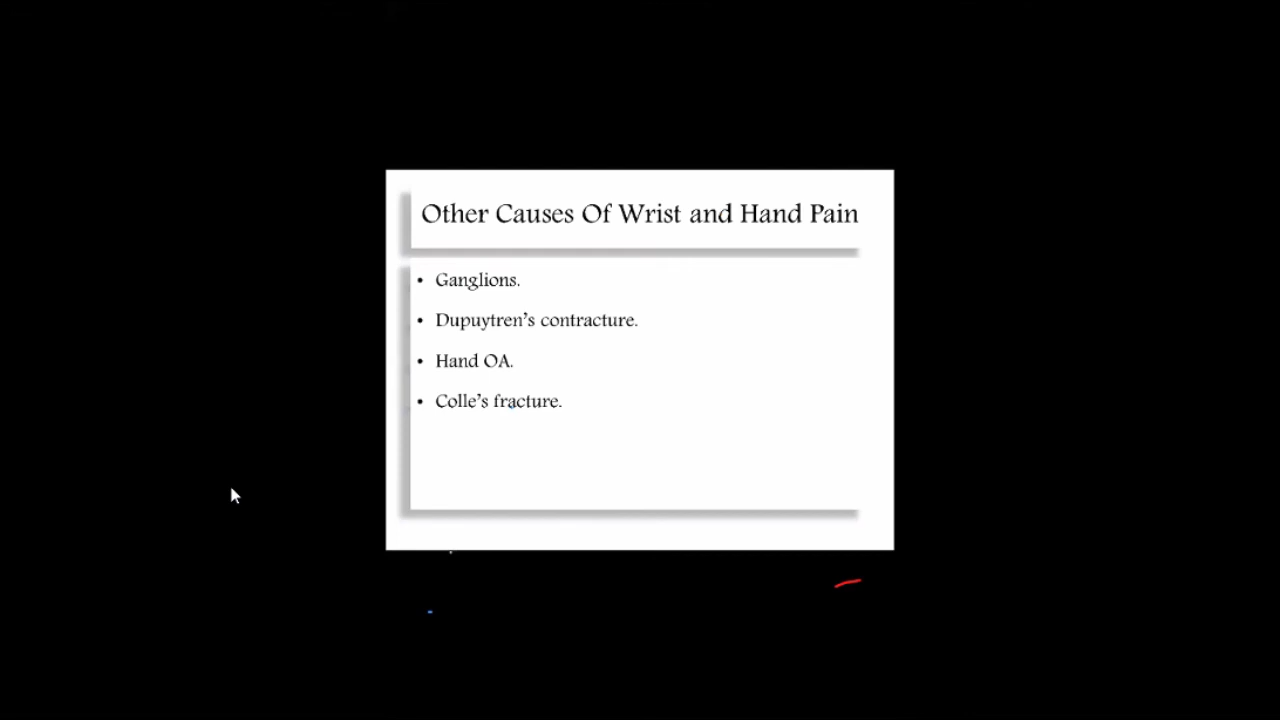 Other Causes Of Wrist and Hand Pain
• Ganglions.
• Dupuytren's contracture.
• Hand OA.
• Colle's fracture.